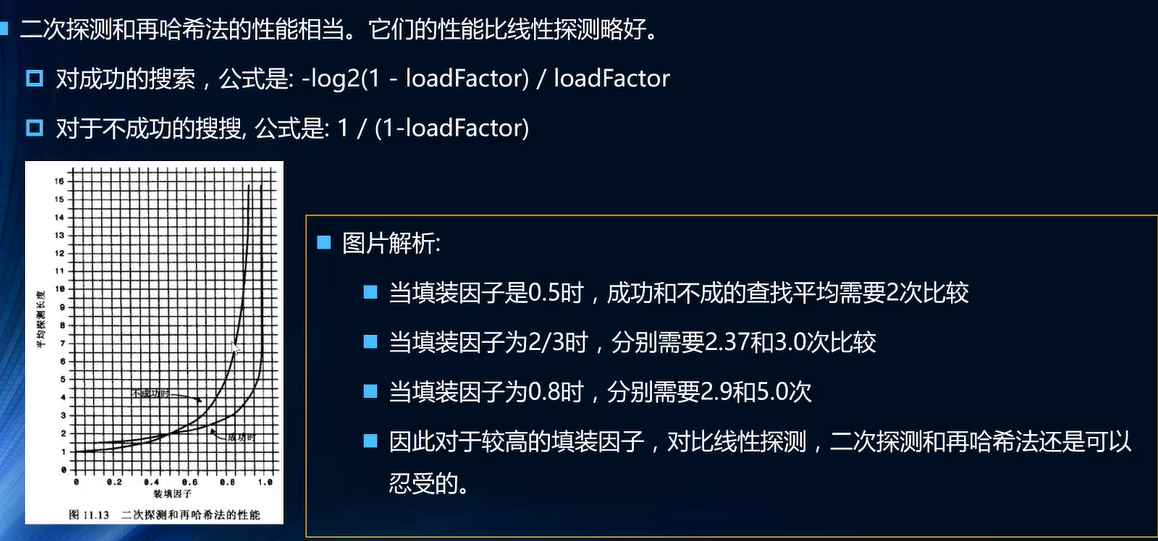 二次探测和再哈希法的性能相当。它们的性能比线性探测略好。
对成功的搜索，公式是: -log2(1 - loadFactor) / loadFactor
对于不成功的搜搜, 公式是: 1 / (1-loadFactor)
16
15
14
13
12
11
10
9
8
7
6
5
4
3
2
1
0
平均探测长度
不成功时
成功时
0 0.2 0.4 0.6 0.8 1.0
装填因子
图 11.13 二次探测和再哈希法的性能
图片解析:
当填装因子是0.5时，成功和不成的查找平均需要2次比较
当填装因子为2/3时，分别需要2.37和3.0次比较
当填装因子为0.8时，分别需要2.9和5.0次
因此对于较高的填装因子，对比线性探测，二次探测和再哈希法还是可以
忍受的。